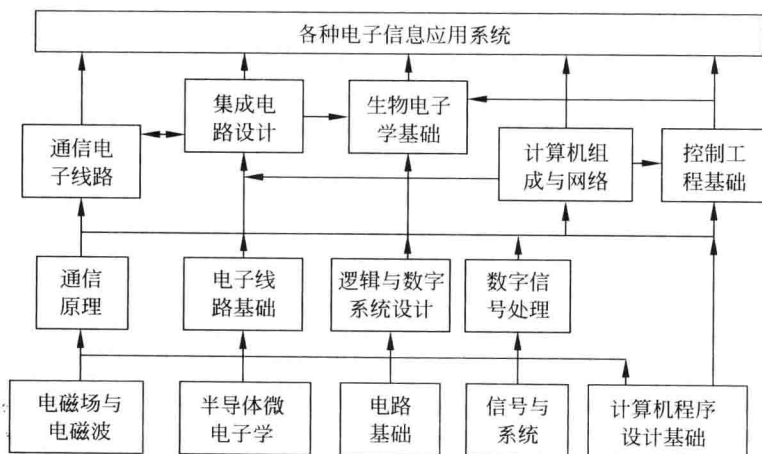 各种电子信息应用系统
集成电
路设计
生物电子
学基础
通信电
子线路
计算机组
成与网络
控制工
程基础
通信
原理
电子线
路基础
逻辑与数字
系统设计
数字信
号处理
电磁场与
电磁波
半导体微
电子学
电路
基础
信号与
系统
计算机程序
设计基础